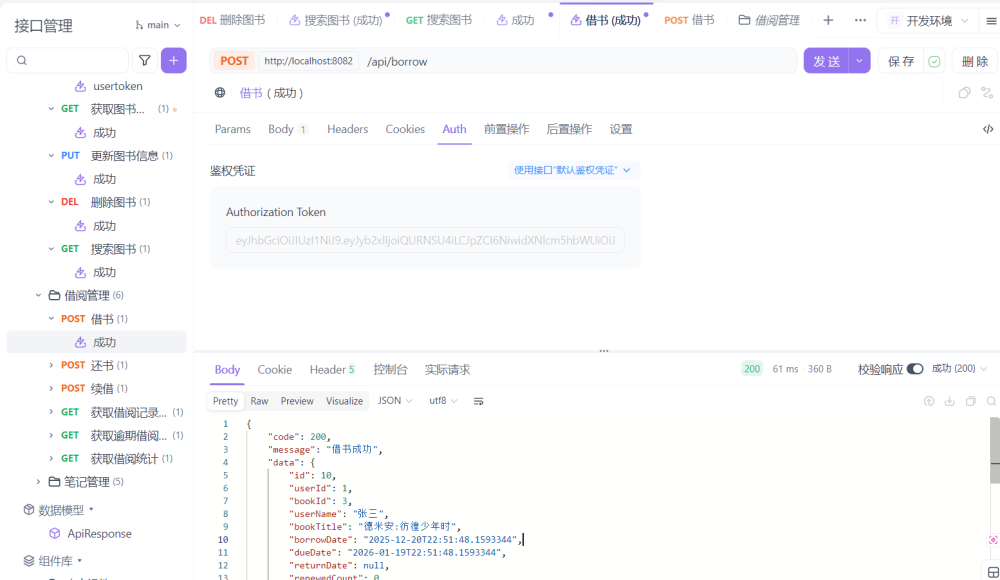 接口管理
main
usertoken
GET 获取图书... (1)
成功
PUT 更新图书信息 (1)
成功
DEL 删除图书 (1)
成功
GET 搜索图书 (1)
成功
借阅管理 (6)
POST 借书 (1)
成功
POST 还书 (1)
POST 续借 (1)
GET 获取借阅记录... (1)
GET 获取逾期借阅... (1)
GET 获取借阅统计 (1)
笔记管理 (5)
数据模型
ApiResponse
组件库
DEL 删除图书 搜索图书 (成功) GET 搜索图书 成功 借书 (成功) POST 借书 借阅管理 开 开发环境
POST http://localhost:8082 /api/borrow 发送 保存 删除
借书 ( 成功 )
Params Body 1 Headers Cookies Auth 前置操作 后置操作 设置
鉴权凭证 使用接口"默认鉴权凭证"
Authorization Token
Body Cookie Header 5 控制台 实际请求 200 61 ms 360 B 校验响应 成功 (200)
Pretty Raw Preview Visualize JSON utf8
1 {
2 "code": 200,
3 "message": "借书成功",
4 "data": {
5 "id": 10,
6 "userId": 1,
7 "bookId": 3,
8 "userName": "张三",
9 "bookTitle": "德米安:彷徨少年时",
10 "borrowDate": "2025-12-20T22:51:48.1593344",
11 "dueDate": "2026-01-19T22:51:48.1593344",
12 "returnDate": null,
13 "renewedCount": 0